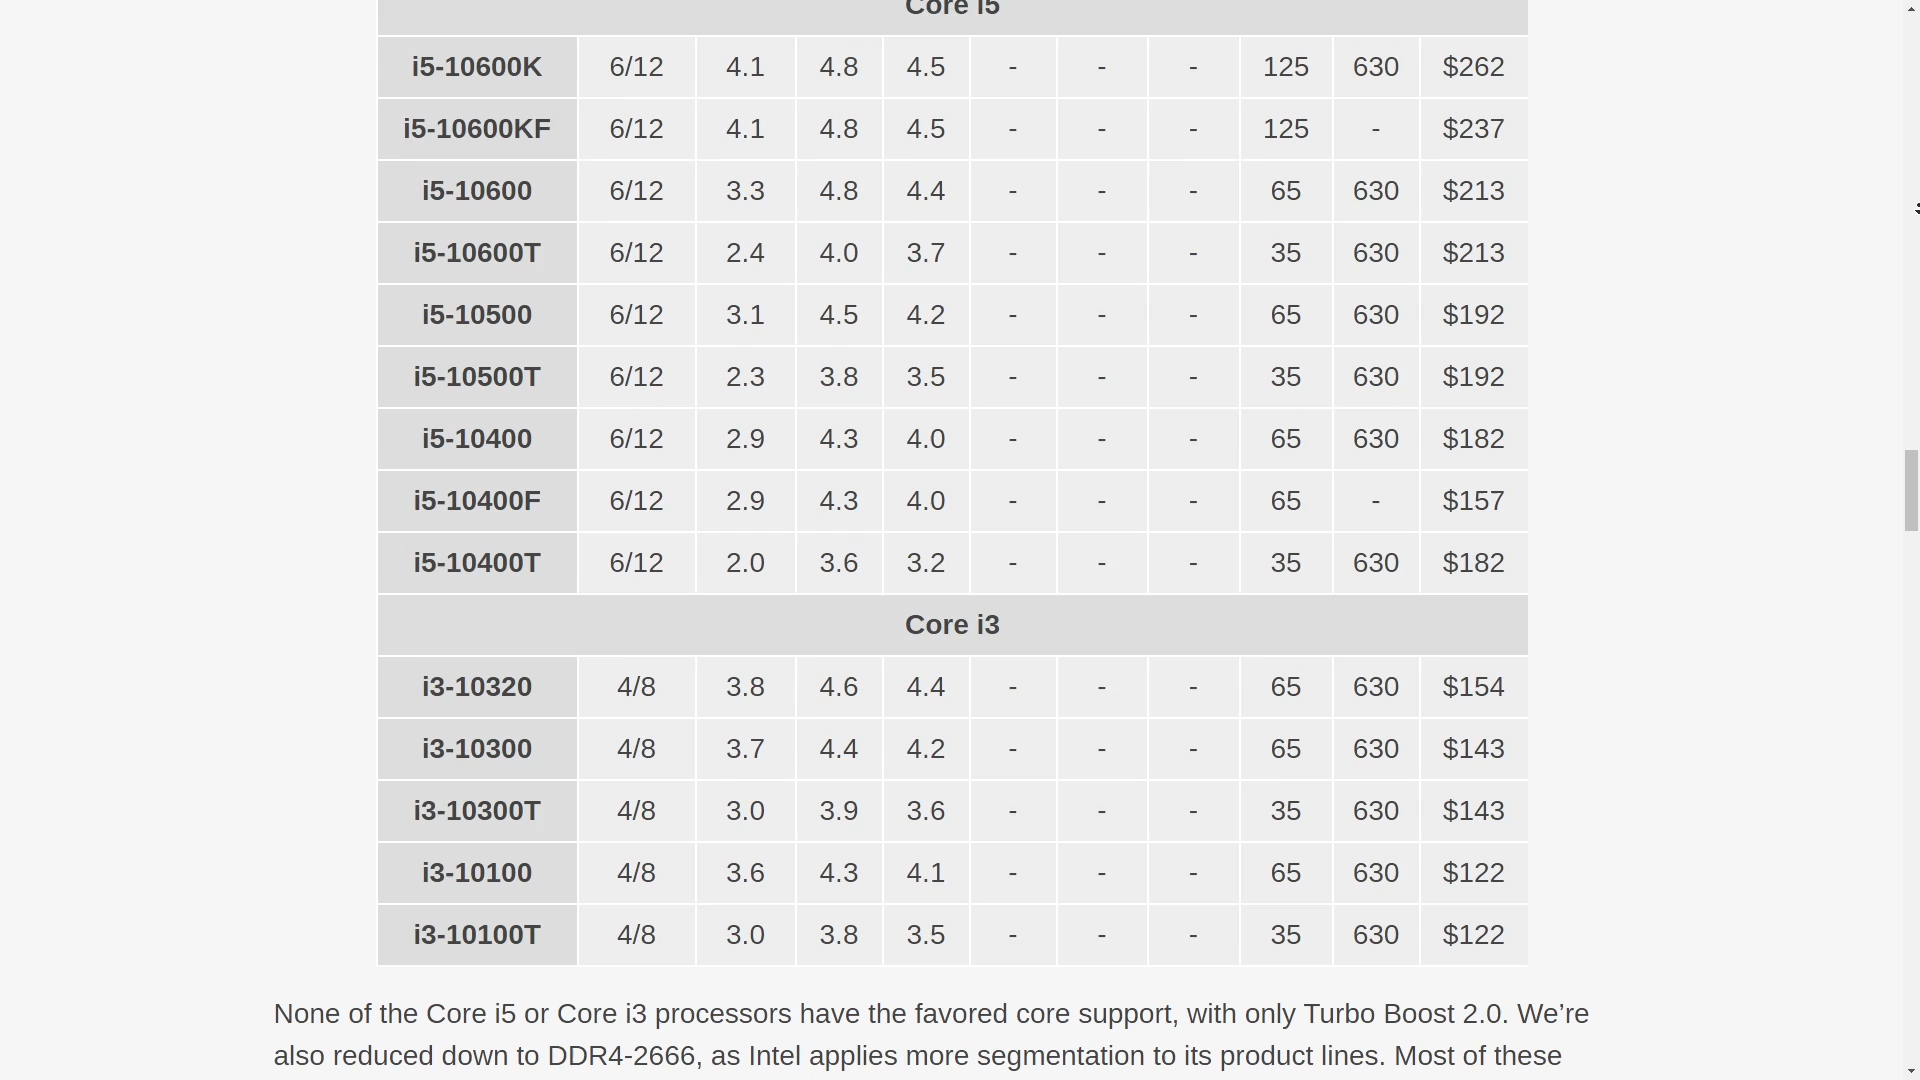 Core i5
i5-10600K 6/12 4.1 4.8 4.5 - - - 125 630 $262
i5-10600KF 6/12 4.1 4.8 4.5 - - - 125 - $237
i5-10600 6/12 3.3 4.8 4.4 - - - 65 630 $213
i5-10600T 6/12 2.4 4.0 3.7 - - - 35 630 $213
i5-10500 6/12 3.1 4.5 4.2 - - - 65 630 $192
i5-10500T 6/12 2.3 3.8 3.5 - - - 35 630 $192
i5-10400 6/12 2.9 4.3 4.0 - - - 65 630 $182
i5-10400F 6/12 2.9 4.3 4.0 - - - 65 - $157
i5-10400T 6/12 2.0 3.6 3.2 - - - 35 630 $182
Core i3
i3-10320 4/8 3.8 4.6 4.4 - - - 65 630 $154
i3-10300 4/8 3.7 4.4 4.2 - - - 65 630 $143
i3-10300T 4/8 3.0 3.9 3.6 - - - 35 630 $143
i3-10100 4/8 3.6 4.3 4.1 - - - 65 630 $122
i3-10100T 4/8 3.0 3.8 3.5 - - - 35 630 $122
None of the Core i5 or Core i3 processors have the favored core support, with only Turbo Boost 2.0. We’re
also reduced down to DDR4-2666, as Intel applies more segmentation to its product lines. Most of these